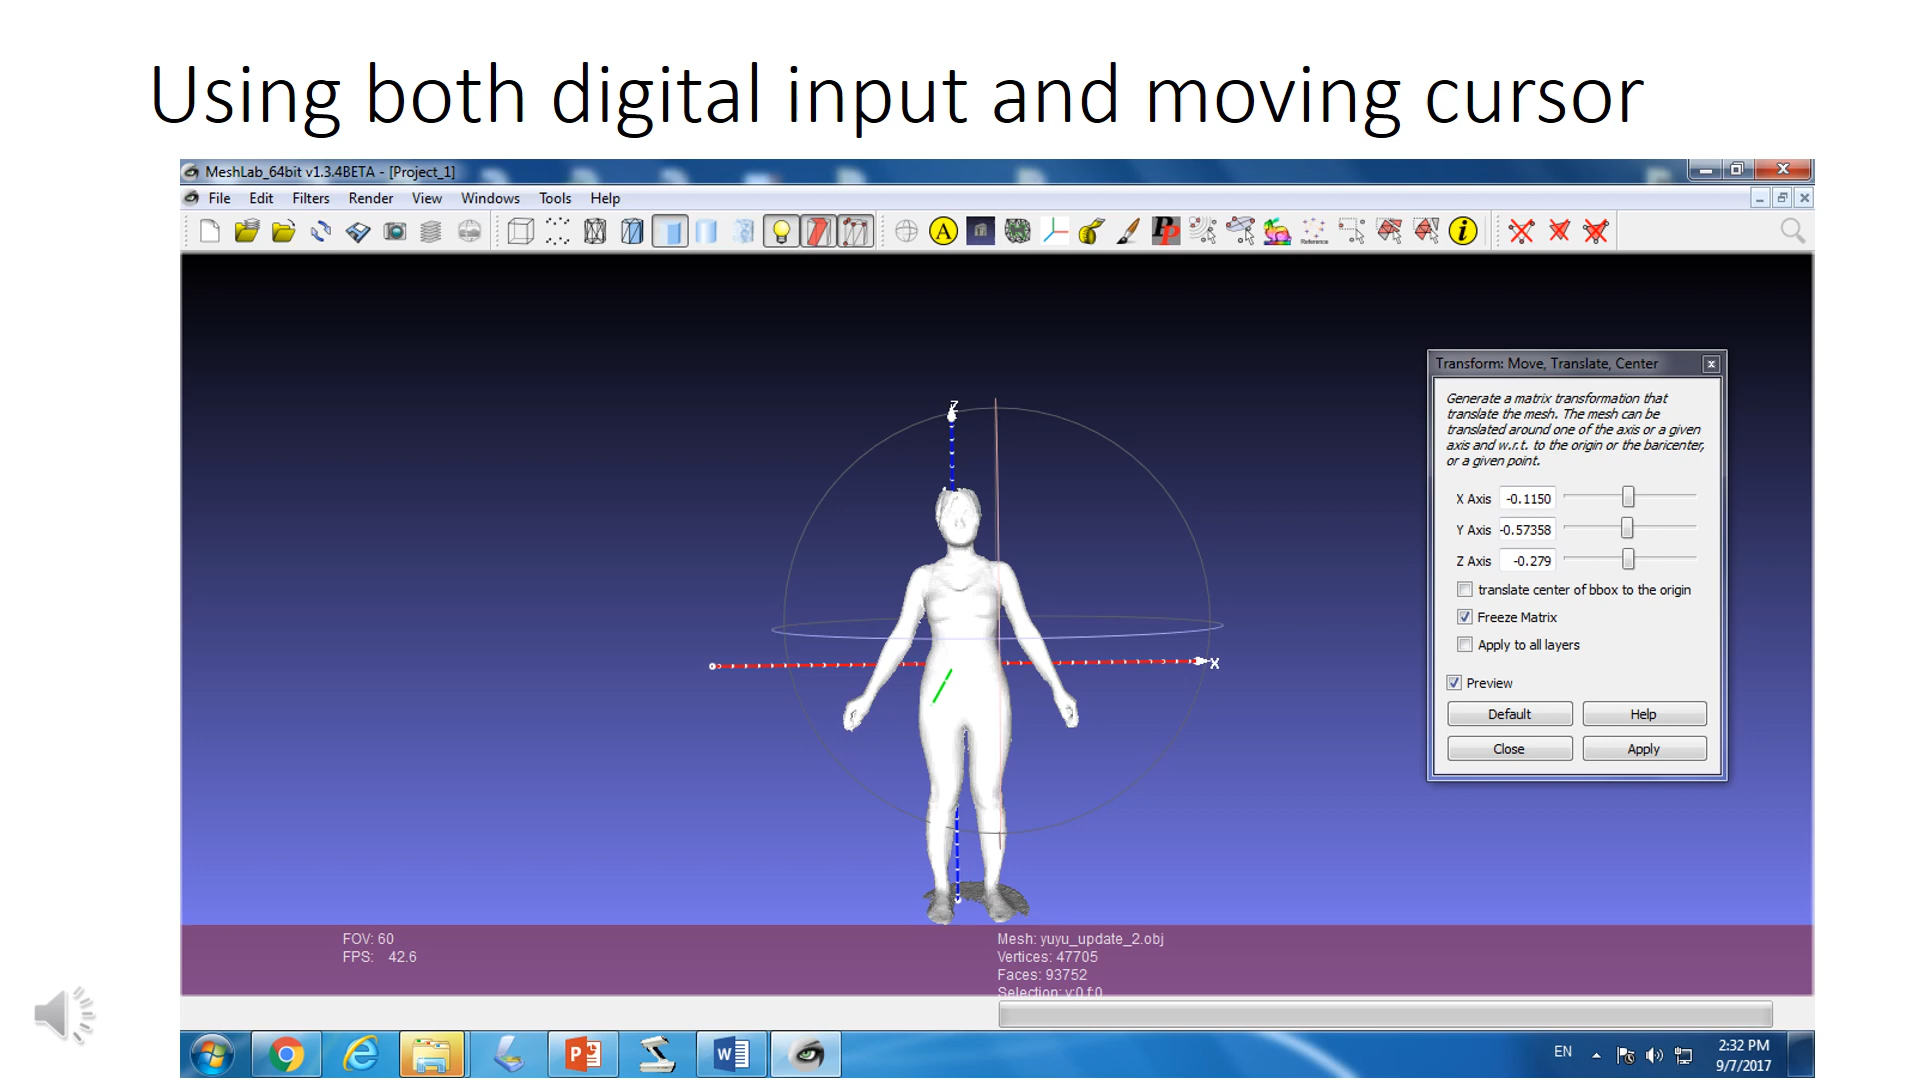 Using both digital input and moving cursor
MeshLab_64bit v1.3.4BETA - [Project_1]
File Edit Filters Render View Windows Tools Help
A
PP
Reference
i
Transform: Move, Translate, Center
Generate a matrix transformation that
translate the mesh. The mesh can be
translated around one of the axis or a given
axis and w.r.t. to the origin or the baricenter,
or a given point.
X Axis -0.1150
Y Axis -0.57358
Z Axis -0.279
translate center of bbox to the origin
Freeze Matrix
Apply to all layers
Preview
Default Help
Close Apply
Z
X
FOV: 60
FPS: 42.6
Mesh: yuyu_update_2.obj
Vertices: 47705
Faces: 93752
Selection: v:0 f:0
EN
2:32 PM
9/7/2017